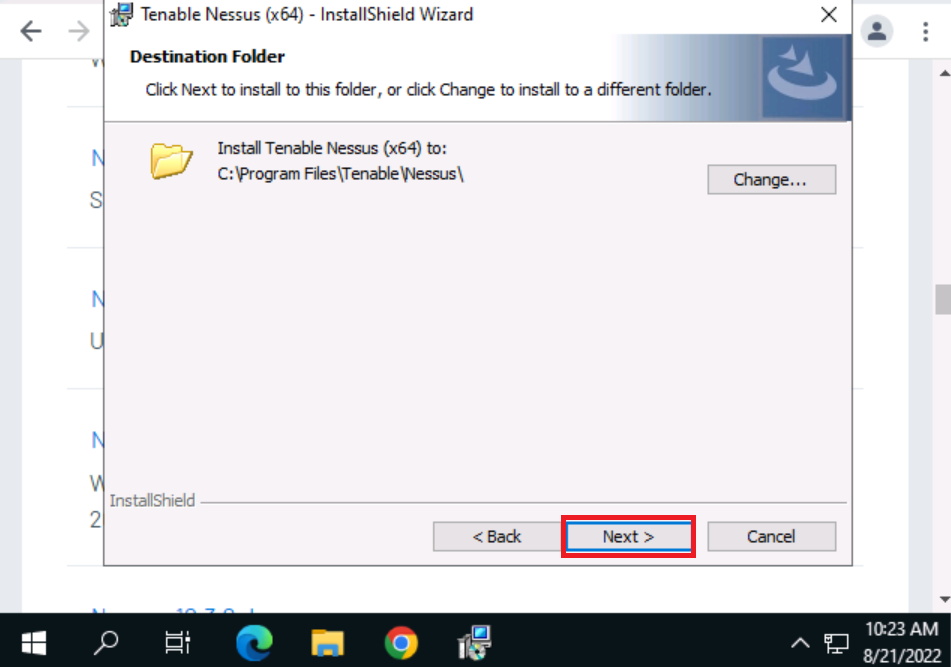 Tenable Nessus (x64) - InstallShield Wizard
Destination Folder
Click Next to install to this folder, or click Change to install to a different folder.
Install Tenable Nessus (x64) to:
C:\Program Files\Tenable\Nessus\
Change...
InstallShield
< Back
Next >
Cancel
10:23 AM
8/21/2022